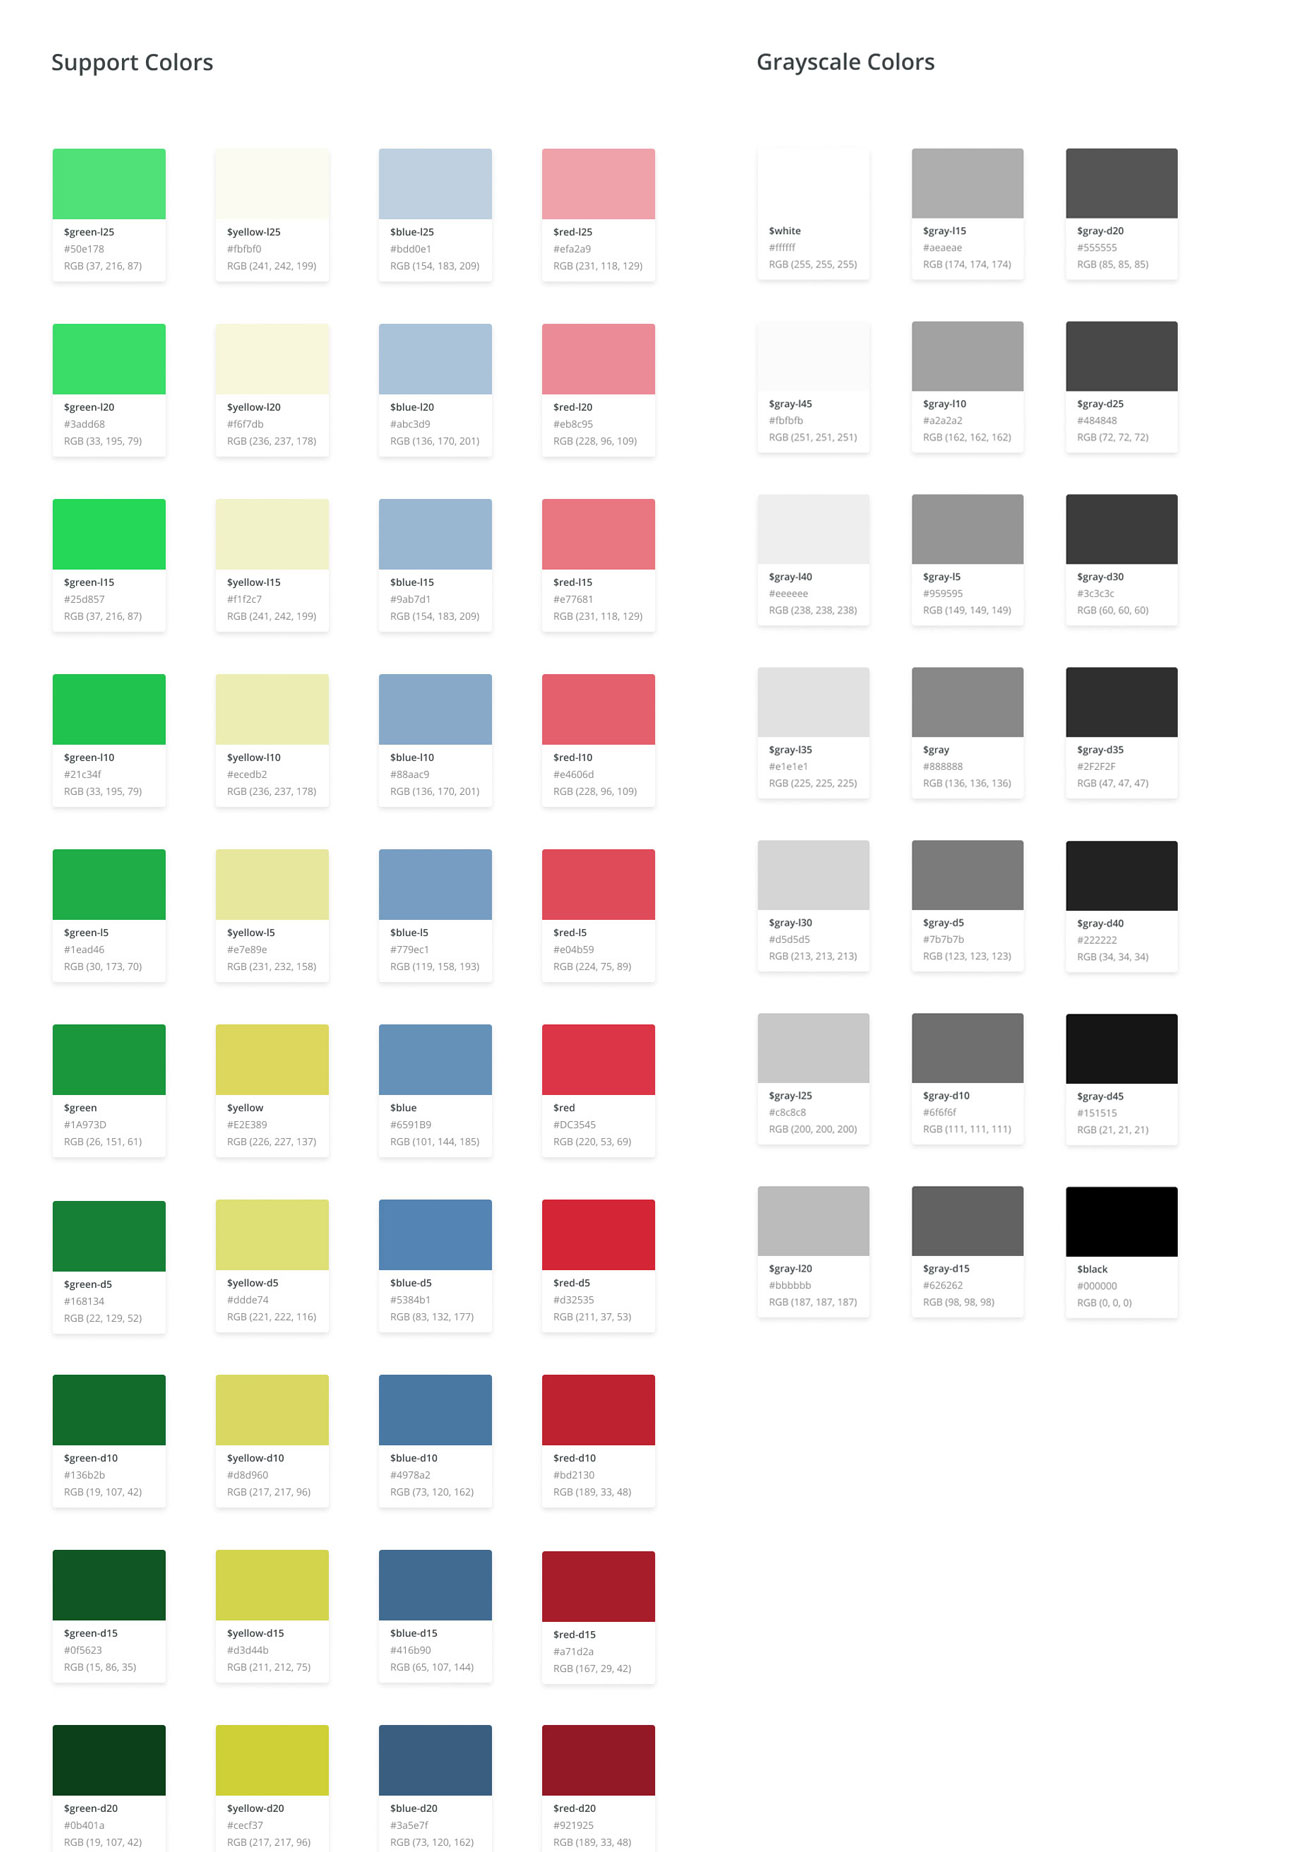 Support Colors
$green-l25
#50e178
RGB (37, 216, 87)
$yellow-l25
#fbfbf0
RGB (241, 242, 199)
$blue-l25
#bdd0e1
RGB (154, 183, 209)
$red-l25
#efa2a9
RGB (231, 118, 129)
$green-l20
#3add68
RGB (33, 195, 79)
$yellow-l20
#f6f7db
RGB (236, 237, 178)
$blue-l20
#abc3d9
RGB (136, 170, 201)
$red-l20
#eb8c95
RGB (228, 96, 109)
$green-l15
#25d857
RGB (37, 216, 87)
$yellow-l15
#f1f2c7
RGB (241, 242, 199)
$blue-l15
#9ab7d1
RGB (154, 183, 209)
$red-l15
#e77681
RGB (231, 118, 129)
$green-l10
#21c34f
RGB (33, 195, 79)
$yellow-l10
#ecedb2
RGB (236, 237, 178)
$blue-l10
#88aac9
RGB (136, 170, 201)
$red-l10
#e4606d
RGB (228, 96, 109)
$green-l5
#1ead46
RGB (30, 173, 70)
$yellow-l5
#e7e89e
RGB (231, 232, 158)
$blue-l5
#779ec1
RGB (119, 158, 193)
$red-l5
#e04b59
RGB (224, 75, 89)
$green
#1A973D
RGB (26, 151, 61)
$yellow
#E2E389
RGB (226, 227, 137)
$blue
#6591B9
RGB (101, 144, 185)
$red
#DC3545
RGB (220, 53, 69)
$green-d5
#168134
RGB (22, 129, 52)
$yellow-d5
#ddde74
RGB (221, 222, 116)
$blue-d5
#5384b1
RGB (83, 132, 177)
$red-d5
#d32535
RGB (211, 37, 53)
$green-d10
#136b2b
RGB (19, 107, 42)
$yellow-d10
#d8d960
RGB (217, 217, 96)
$blue-d10
#4978a2
RGB (73, 120, 162)
$red-d10
#bd2130
RGB (189, 33, 48)
$green-d15
#0f5623
RGB (15, 86, 35)
$yellow-d15
#d3d44b
RGB (211, 212, 75)
$blue-d15
#416b90
RGB (65, 107, 144)
$red-d15
#a71d2a
RGB (167, 29, 42)
$green-d20
#0b401a
RGB (19, 107, 42)
$yellow-d20
#cecf37
RGB (217, 217, 96)
$blue-d20
#3a5e7f
RGB (73, 120, 162)
$red-d20
#921925
RGB (189, 33, 48)
Grayscale Colors
$white
#ffffff
RGB (255, 255, 255)
$gray-l15
#aeaeae
RGB (174, 174, 174)
$gray-d20
#555555
RGB (85, 85, 85)
$gray-l45
#fbfbfb
RGB (251, 251, 251)
$gray-l10
#a2a2a2
RGB (162, 162, 162)
$gray-d25
#484848
RGB (72, 72, 72)
$gray-l40
#eeeeee
RGB (238, 238, 238)
$gray-l5
#959595
RGB (149, 149, 149)
$gray-d30
#3c3c3c
RGB (60, 60, 60)
$gray-l35
#e1e1e1
RGB (225, 225, 225)
$gray
#888888
RGB (136, 136, 136)
$gray-d35
#2F2F2F
RGB (47, 47, 47)
$gray-l30
#d5d5d5
RGB (213, 213, 213)
$gray-d5
#7b7b7b
RGB (123, 123, 123)
$gray-d40
#222222
RGB (34, 34, 34)
$gray-l25
#c8c8c8
RGB (200, 200, 200)
$gray-d10
#6f6f6f
RGB (111, 111, 111)
$gray-d45
#151515
RGB (21, 21, 21)
$gray-l20
#bbbbbb
RGB (187, 187, 187)
$gray-d15
#626262
RGB (98, 98, 98)
$black
#000000
RGB (0, 0, 0)